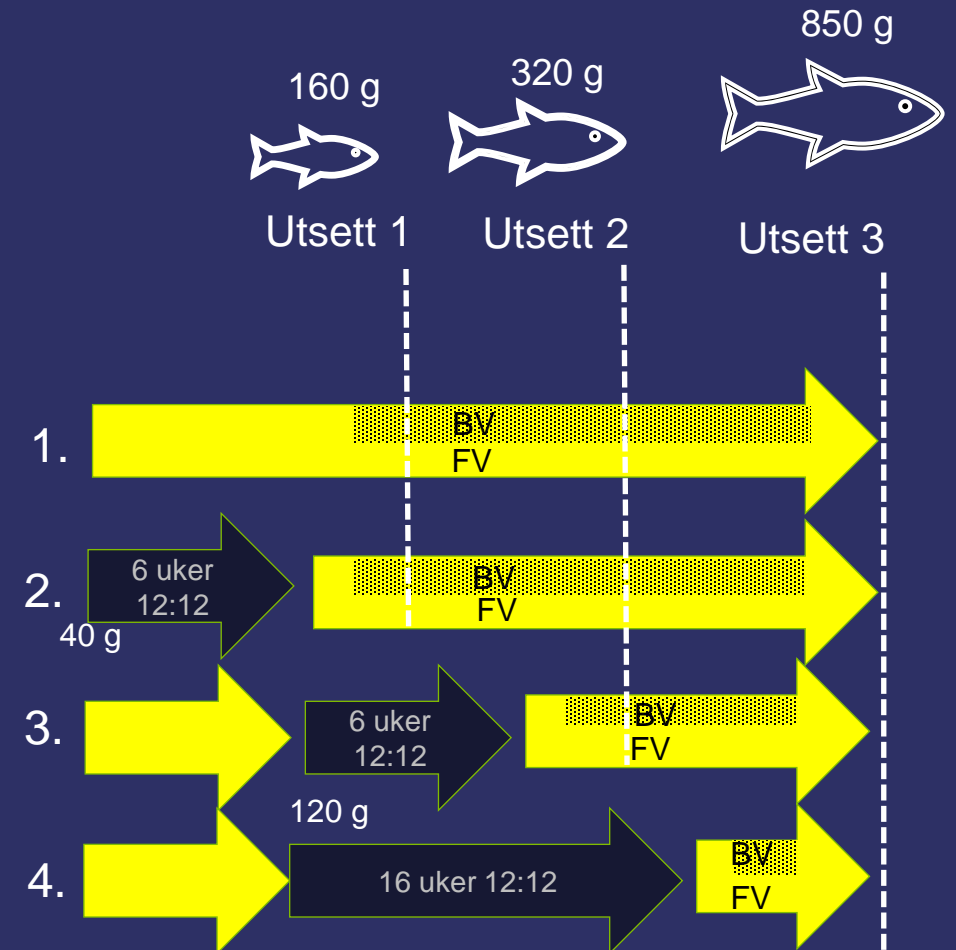 850 g
320 g
160 g
Utsett 1
Utsett 2
Utsett 3
1.
BV
FV
2.
6 uker
12:12
BV
FV
40 g
3.
6 uker
12:12
BV
FV
120 g
4.
16 uker 12:12
BV
FV